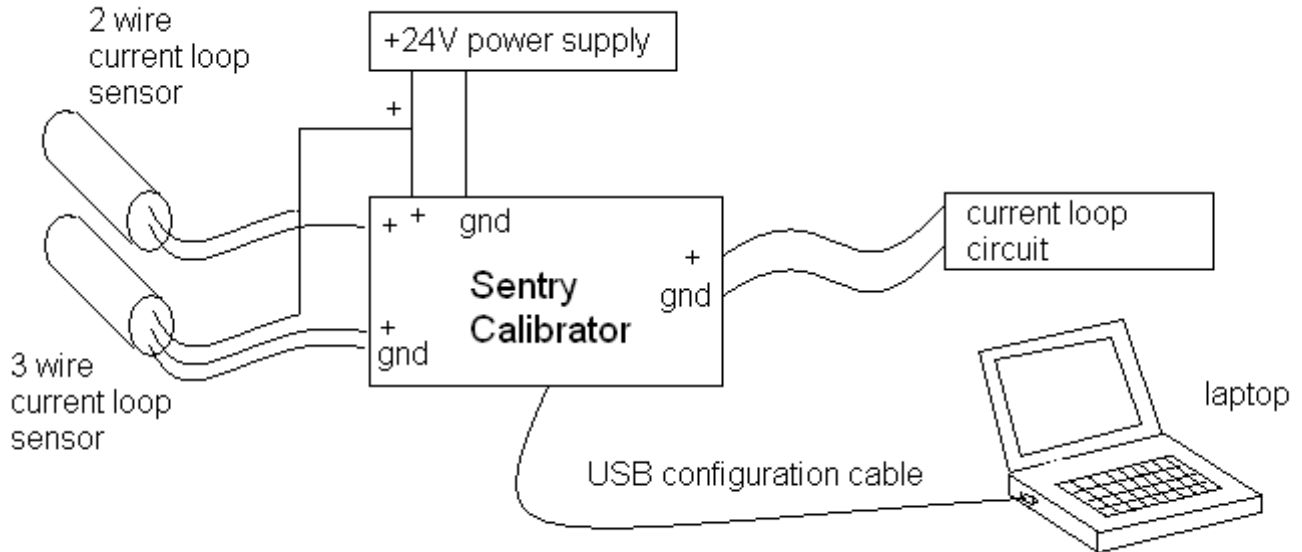 2 wire
current loop
sensor
+24V power supply
+
+
+
gnd
+
gnd
Sentry
Calibrator
+
gnd
current loop
circuit
3 wire
current loop
sensor
laptop
USB configuration cable